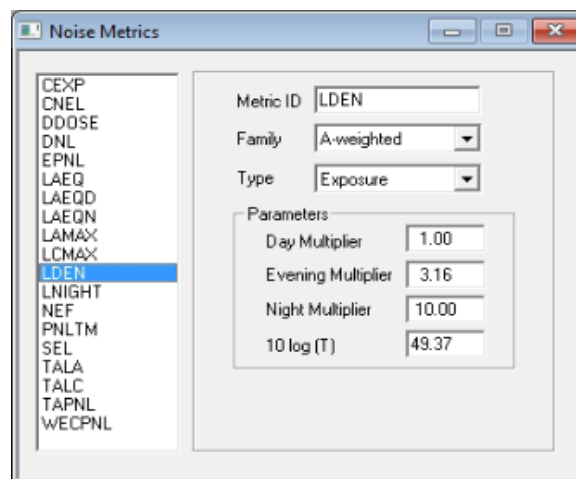 Noise Metrics
CEXP
CNEL
DDOSE
DNL
EPNL
LAEQ
LAEQD
LAEQN
LAMAX
LCMAX
LDEN
LNIGHT
NEF
PNLTM
SEL
TALA
TALC
TAPNL
WECPNL
Metric ID LDEN
Family A-weighted
Type Exposure
Parameters
Day Multiplier 1.00
Evening Multiplier 3.16
Night Multiplier 10.00
10 log (T) 49.37